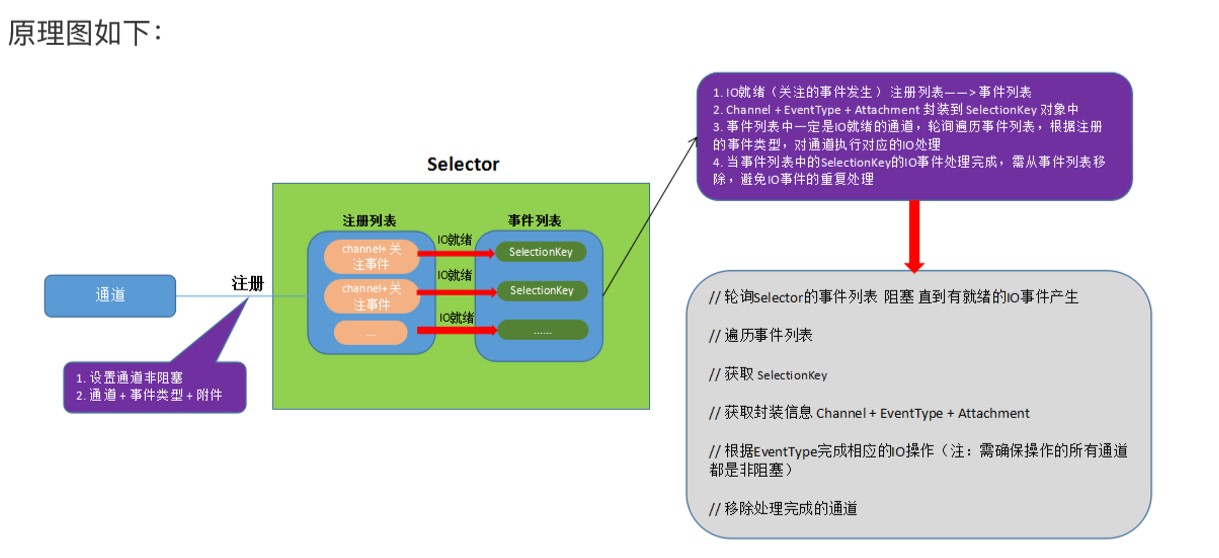 原理图如下：
1. IO就绪（关注的事件发生） 注册列表——> 事件列表
2. Channel + EventType + Attachment 封装到 SelectionKey 对象中
3. 事件列表中一定是IO就绪的通道，轮询遍历事件列表，根据注册
的事件类型，对通道执行对应的IO处理
4. 当事件列表中的SelectionKey的IO事件处理完成，需从事件列表移
除，避免IO事件的重复处理
Selector
注册列表
事件列表
channel+ 关
注事件
IO就绪
SelectionKey
channel+ 关
注事件
IO就绪
SelectionKey
...
IO就绪
......
通道
注册
1. 设置通道非阻塞
2. 通道 + 事件类型 + 附件
// 轮询Selector的事件列表 阻塞 直到有就绪的IO事件产生
// 遍历事件列表
// 获取 SelectionKey
// 获取封装信息 Channel + EventType + Attachment
// 根据EventType完成相应的IO操作（注：需确保操作的所有通道
都是非阻塞）
// 移除处理完成的通道